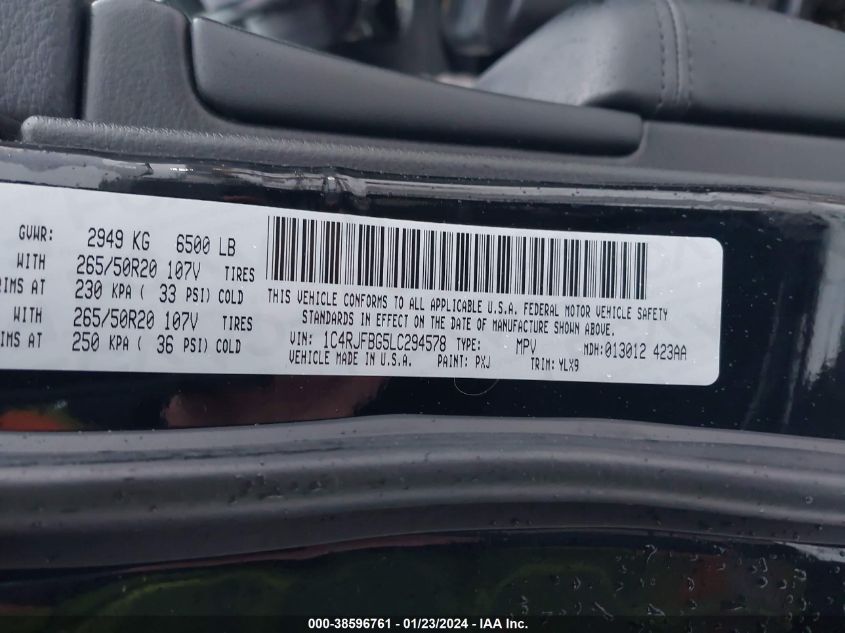 GVWR: 2949 KG 6500 LB
WITH 265/50R20 107V TIRES
RIMS AT 230 KPA ( 33 PSI) COLD
WITH 265/50R20 107V TIRES
RIMS AT 250 KPA ( 36 PSI) COLD
THIS VEHICLE CONFORMS TO ALL APPLICABLE U.S.A. FEDERAL MOTOR VEHICLE SAFETY
STANDARDS IN EFFECT ON THE DATE OF MANUFACTURE SHOWN ABOVE.
VIN: 1C4RJFBG5LC294578 TYPE: MPV MDH:013012 423AA
VEHICLE MADE IN U.S.A. PAINT: PXJ TRIM: YLX9
000-38596761 - 01/23/2024 - IAA Inc.